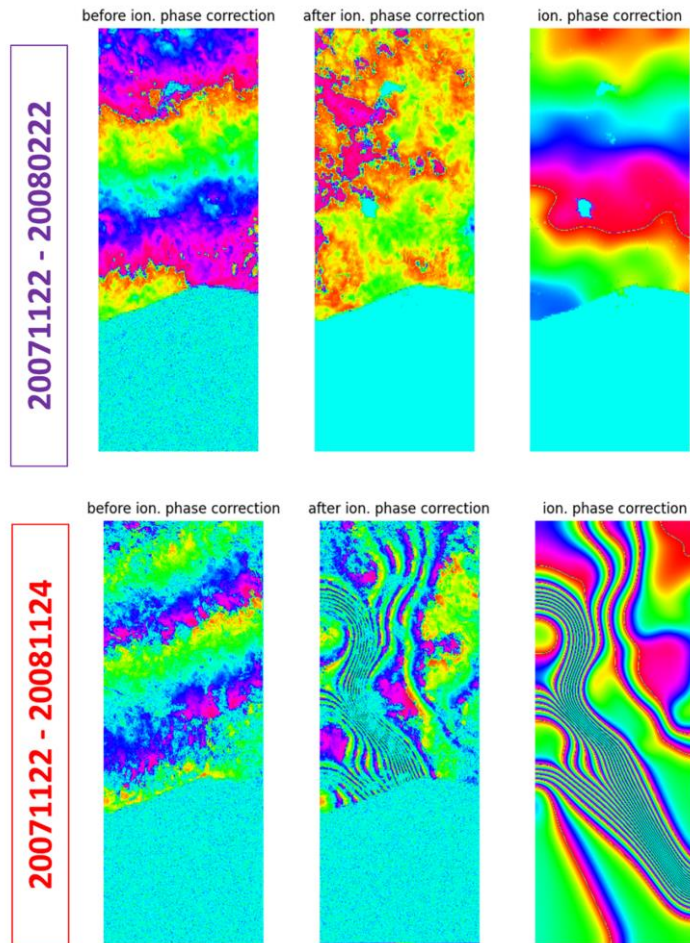 before ion. phase correction
after ion. phase correction
ion. phase correction
20071122 - 20080222
before ion. phase correction
after ion. phase correction
ion. phase correction
20071122 - 20081124